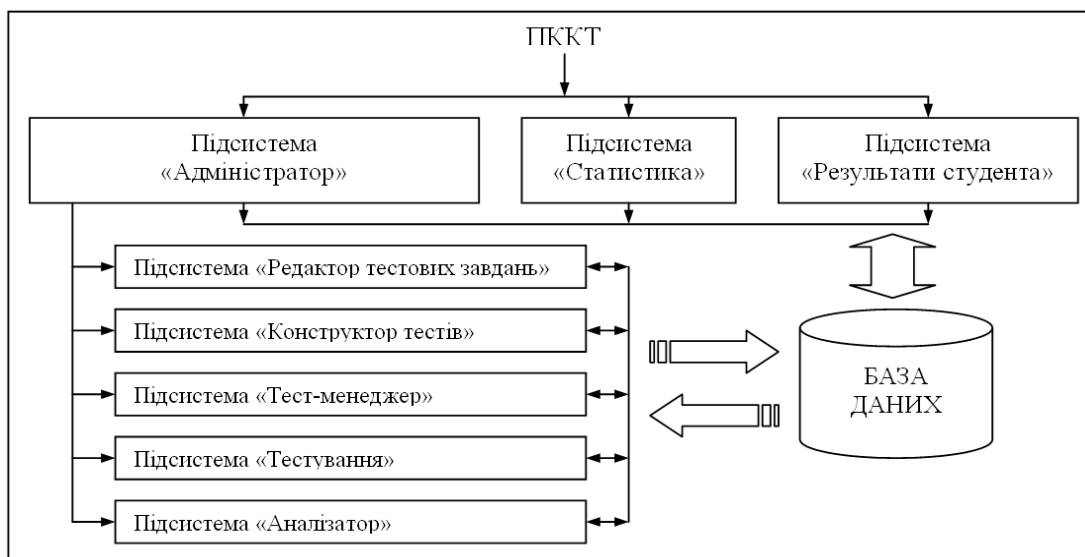 ПККТ
Підсистема
«Адміністратор»
Підсистема
«Статистика»
Підсистема
«Результати студента»
Підсистема «Редактор тестових завдань»
Підсистема «Конструктор тестів»
Підсистема «Тест-менеджер»
Підсистема «Тестування»
Підсистема «Аналізатор»
БАЗА
ДАНИХ